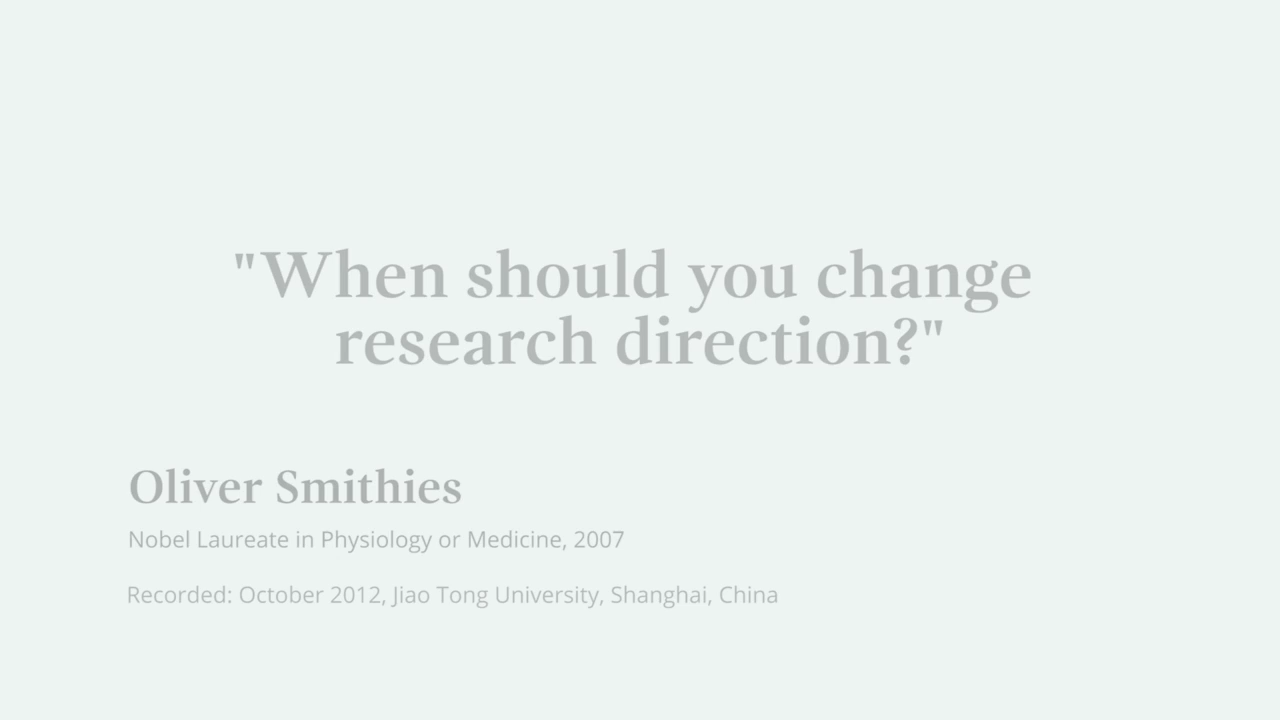 "When should you change
research direction?"
Oliver Smithies
Nobel Laureate in Physiology or Medicine, 2007
Recorded: October 2012, Jiao Tong University, Shanghai, China